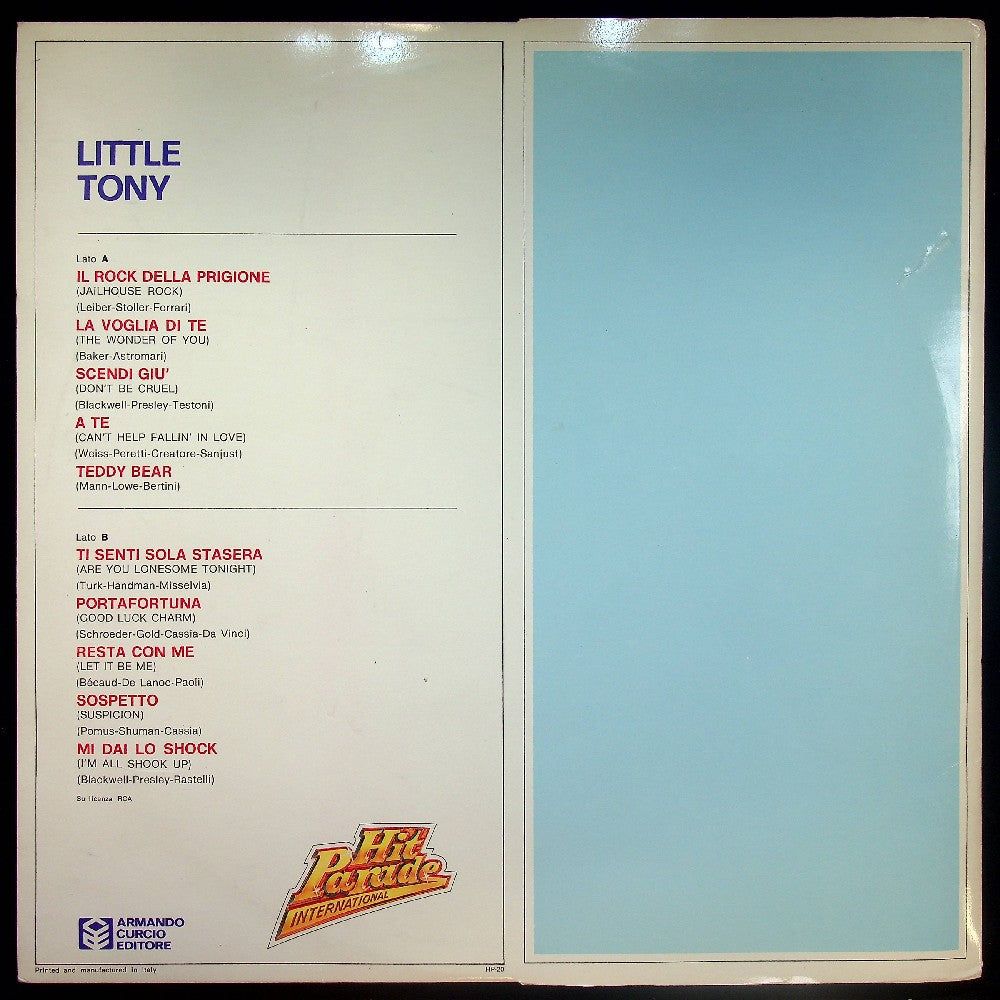 LITTLE
TONY
Lato A
IL ROCK DELLA PRIGIONE
(JAILHOUSE ROCK)
(Leiber-Stoller-Ferrari)
LA VOGLIA DI TE
(THE WONDER OF YOU)
(Baker-Astromari)
SCENDI GIU'
(DON'T BE CRUEL)
(Blackwell-Presley-Testoni)
A TE
(CAN'T HELP FALLIN' IN LOVE)
(Weiss-Peretti-Creatore-Sanjust)
TEDDY BEAR
(Mann-Lowe-Bertini)
Lato B
TI SENTI SOLA STASERA
(ARE YOU LONESOME TONIGHT)
(Turk-Handman-Misselvia)
PORTAFORTUNA
(GOOD LUCK CHARM)
(Schroeder-Gold-Cassia-Da Vinci)
RESTA CON ME
(LET IT BE ME)
(Bécaud-De Lanoc-Paoli)
SOSPETTO
(SUSPICION)
(Pomus-Shuman-Cassia)
MI DAI LO SHOCK
(I'M ALL SHOOK UP)
(Blackwell-Presley-Rastelli)
Su licenza RCA
Hit
Parade
INTERNATIONAL
ARMANDO
CURCIO
EDITORE
Printed and manufactured in Italy
HP-20